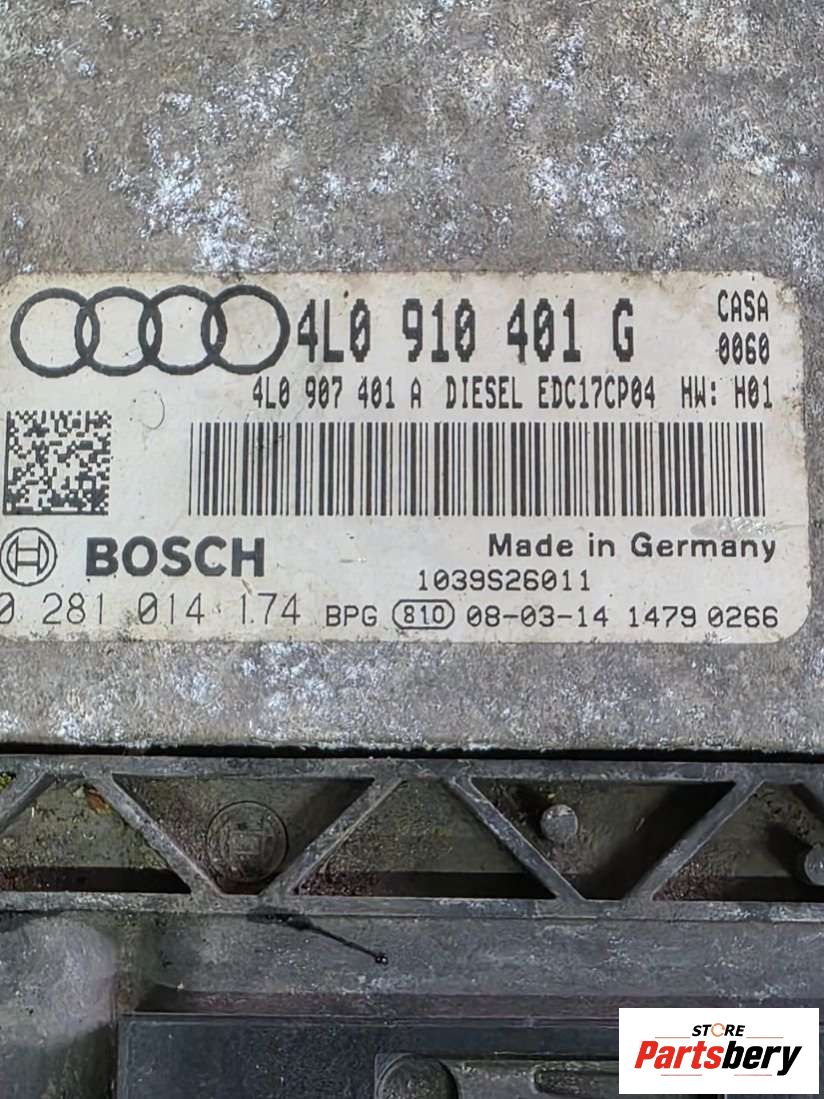 4L0 910 401 G
CASA
0060
4L0 907 401 A DIESEL EDC17CP04 HW: H01
BOSCH
Made in Germany
1039S26011
0 281 014 174 BPG 810 08-03-14 1479 0266
STORE
Partsbery